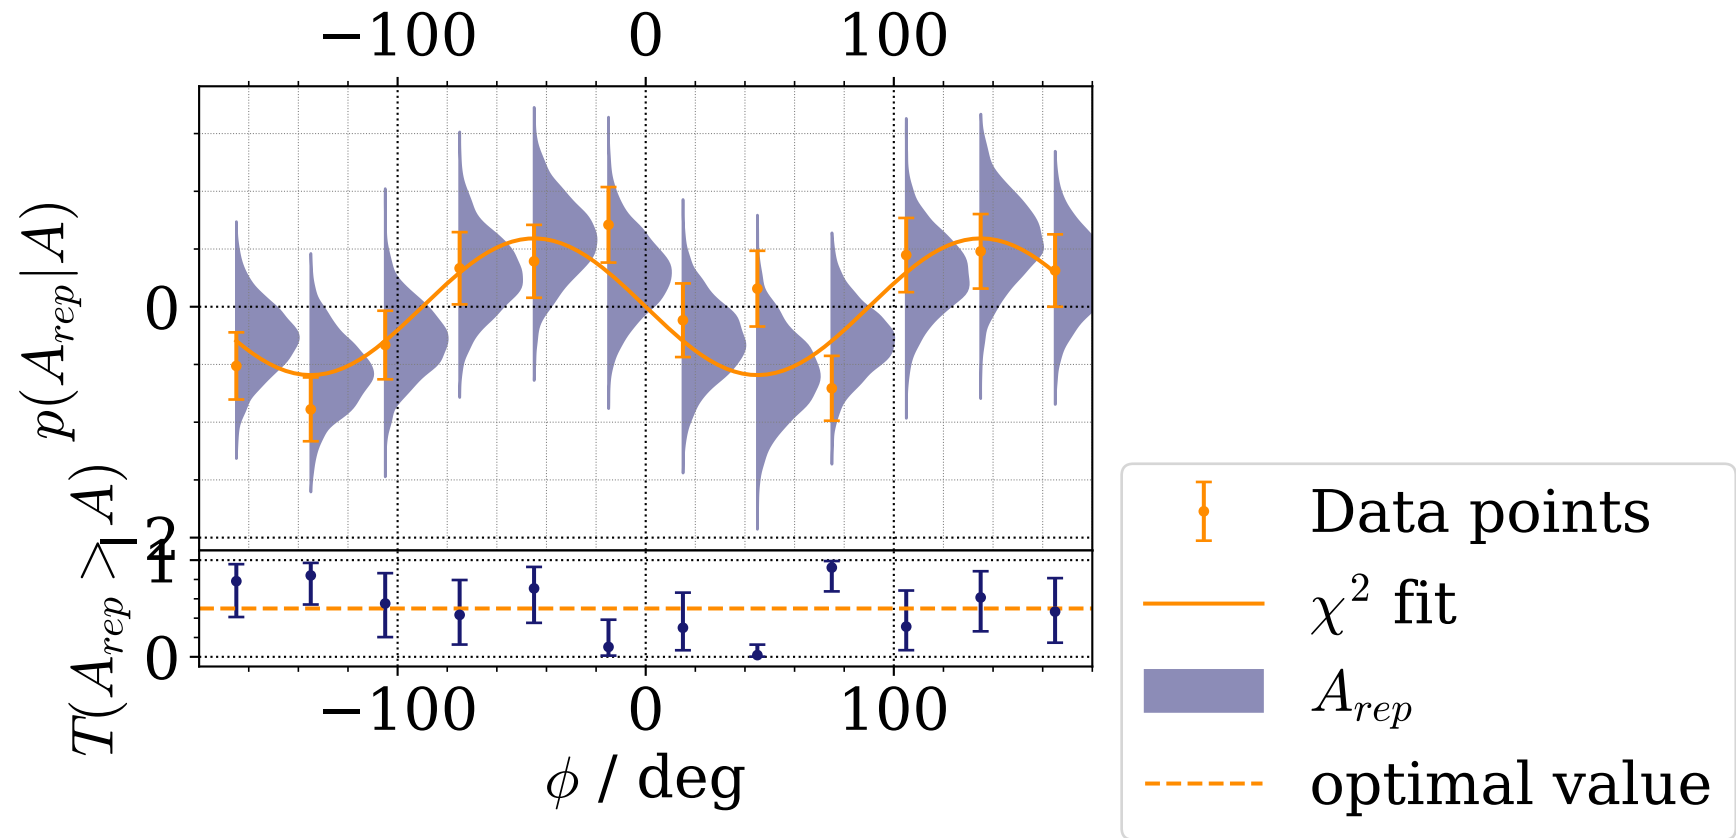 −100 0 100
p(A_rep|A)
0
−2
T(A_rep > A)
1
0
−100 0 100
ϕ / deg
Data points
χ² fit
A_rep
optimal value